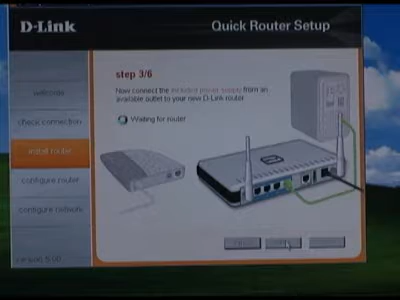 D-Link
Quick Router Setup
step 3/6
Now connect the included power supply from an
available outlet to your new D-Link router
Waiting for router
welcome
check connection
install router
configure router
configure network